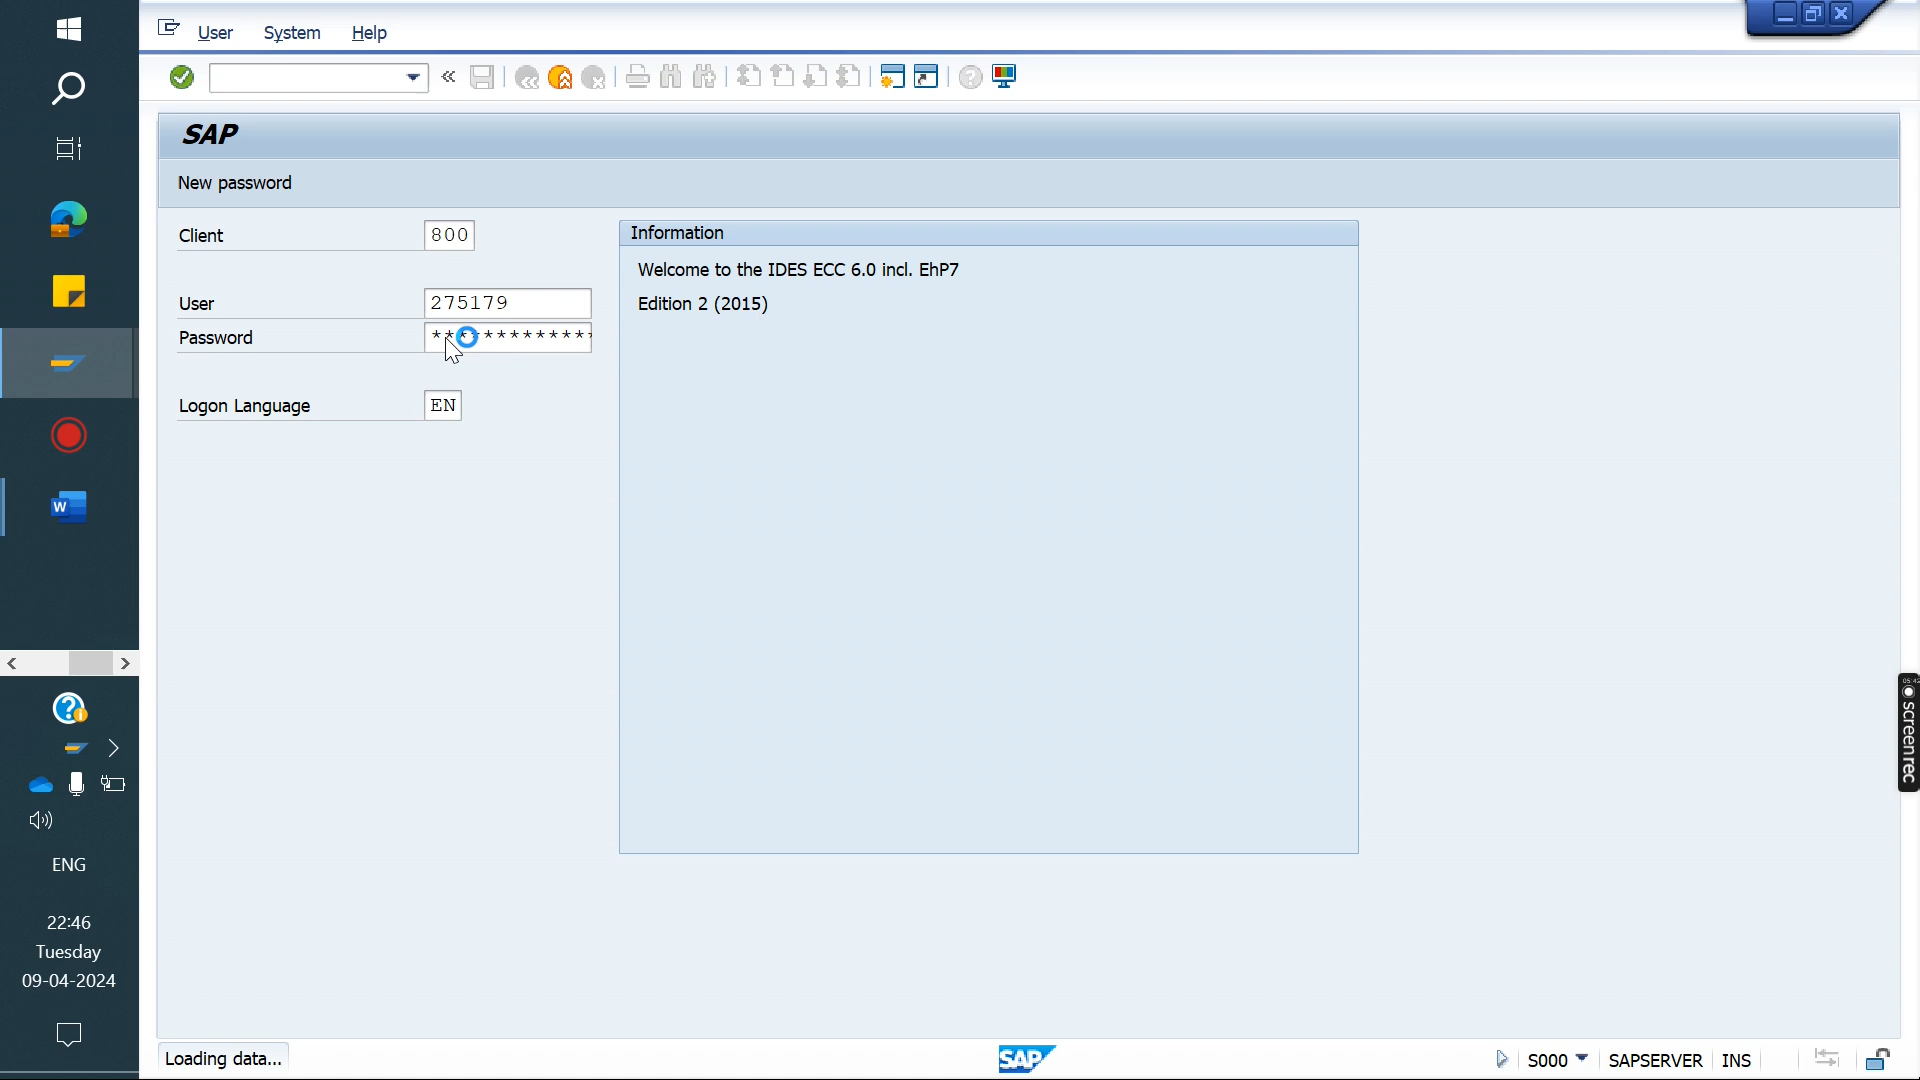 User System Help
SAP
New password
Client 800
User 275179
Password *************
Logon Language EN
Information
Welcome to the IDES ECC 6.0 incl. EhP7
Edition 2 (2015)
W
ENG
22:46
Tuesday
09-04-2024
screenrec
Loading data...
SAP
S000 SAPSERVER INS